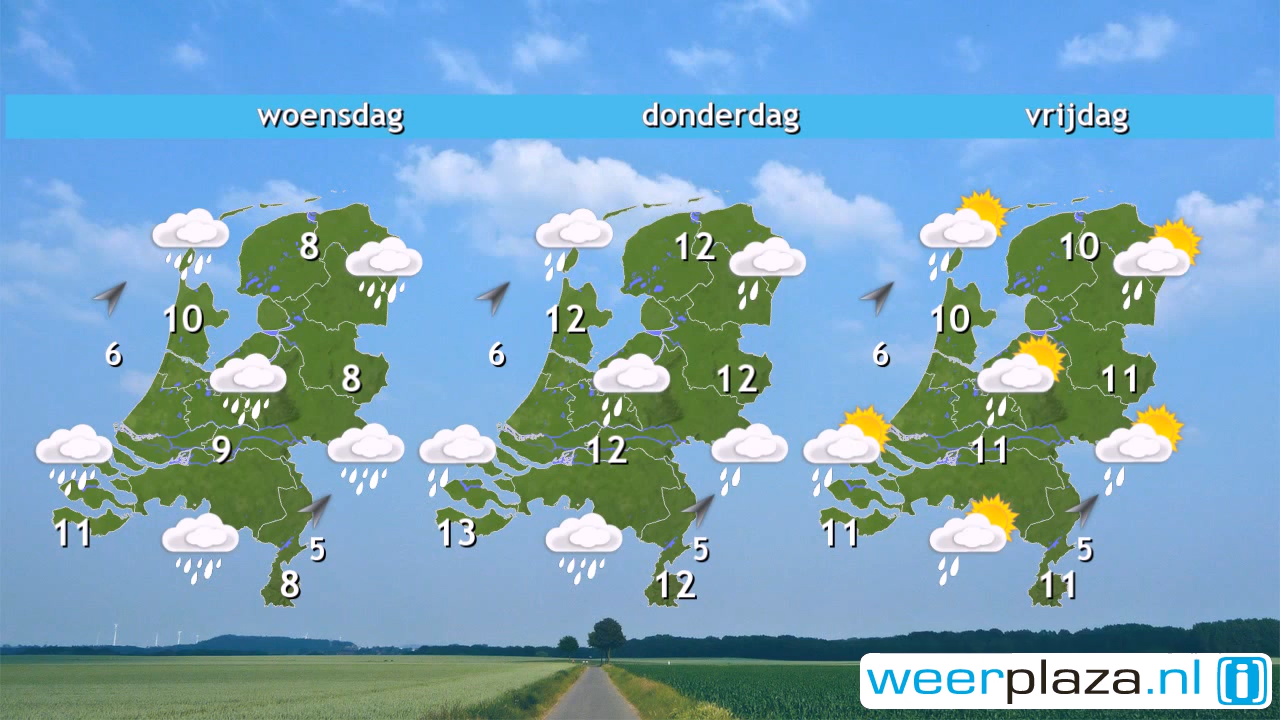 woensdag donderdag vrijdag
8 12 10
10 12 10
6 6 6
8 12 11
9 12 11
11 13 11
5 5 5
8 12 11
weerplaza.nl i